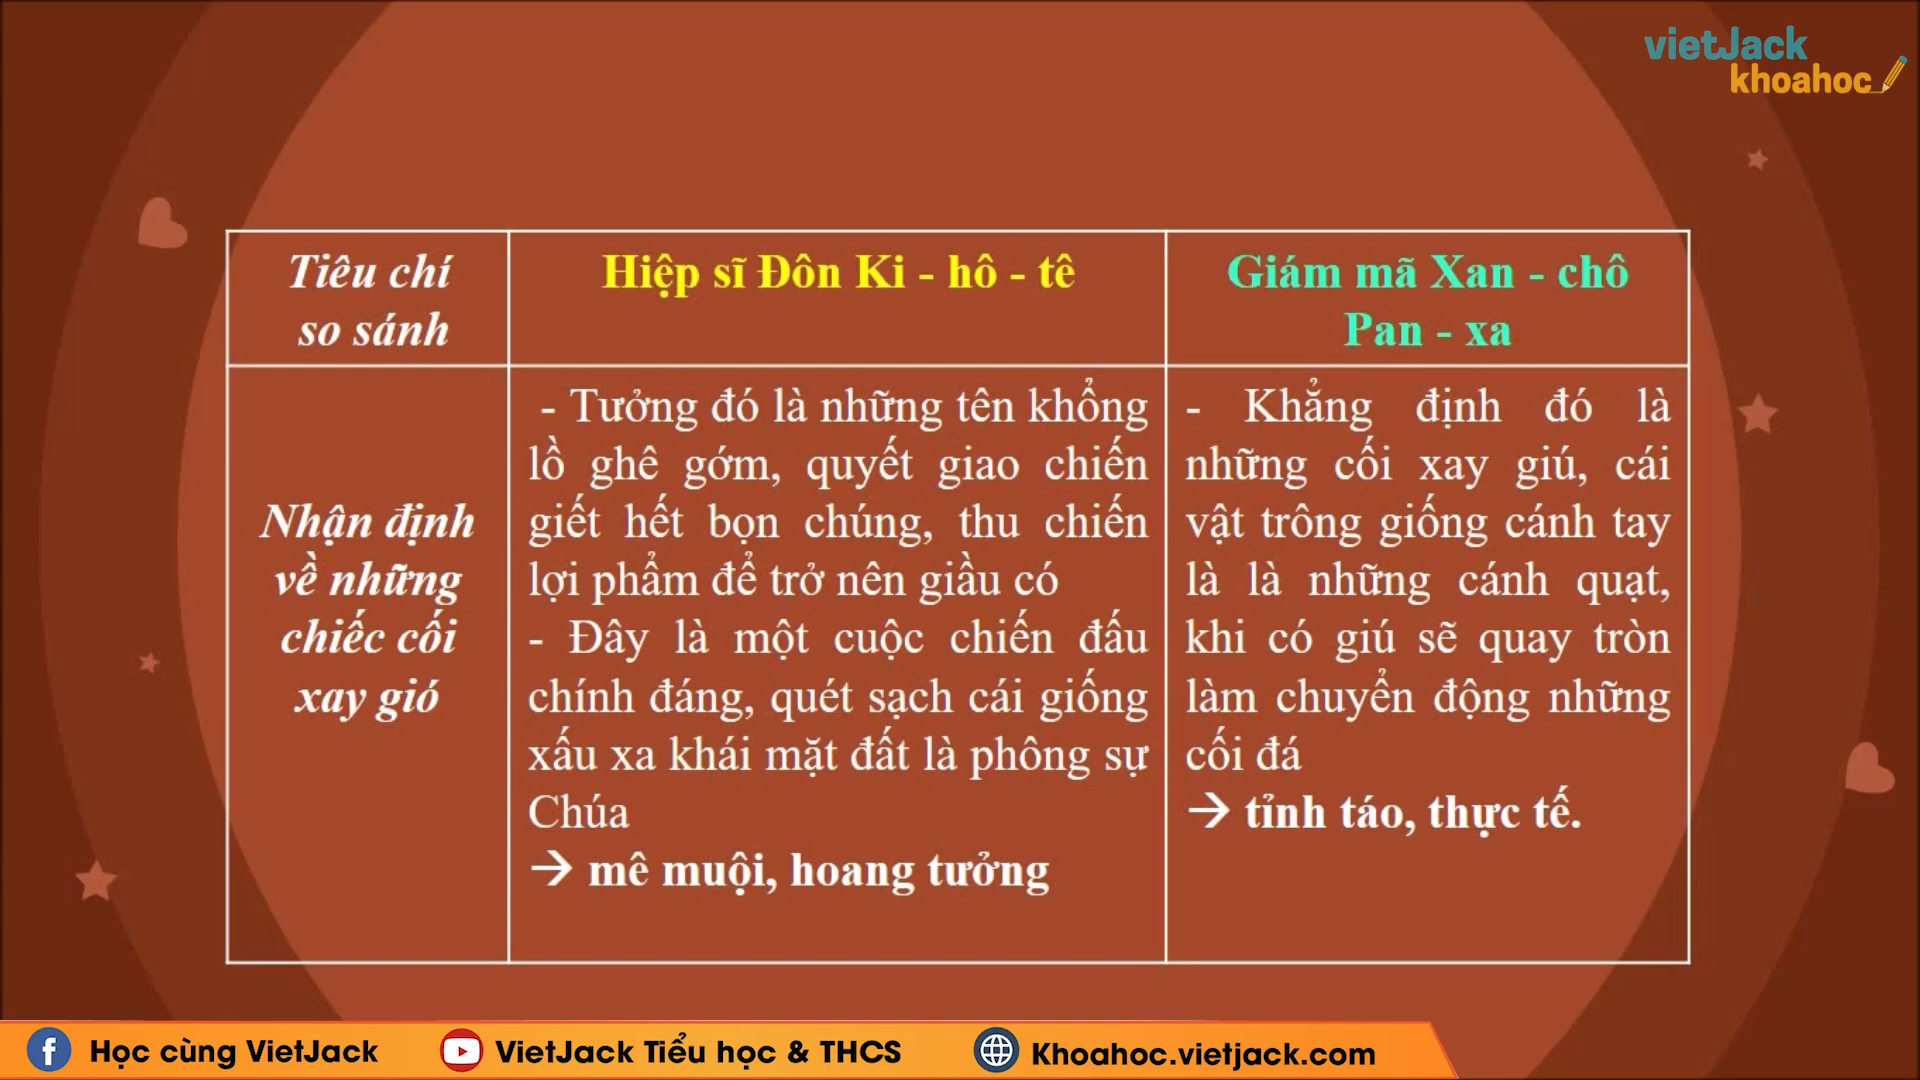 vietJack
khoahoc
Tiêu chí
so sánh
Hiệp sĩ Đôn Ki - hô - tê
Giám mã Xan - chô
Pan - xa
Nhận định
về những
chiếc cối
xay gió
- Tưởng đó là những tên khổng
lồ ghê gớm, quyết giao chiến
giết hết bọn chúng, thu chiến
lợi phẩm để trở nên giầu có
- Đây là một cuộc chiến đấu
chính đáng, quét sạch cái giống
xấu xa khái mặt đất là phông sự
Chúa
→ mê muội, hoang tưởng
- Khẳng định đó là
những cối xay giú, cái
vật trông giống cánh tay
là là những cánh quạt,
khi có giú sẽ quay tròn
làm chuyển động những
cối đá
→ tỉnh táo, thực tế.
Học cùng VietJack
VietJack Tiểu học & THCS
Khoahoc.vietjack.com